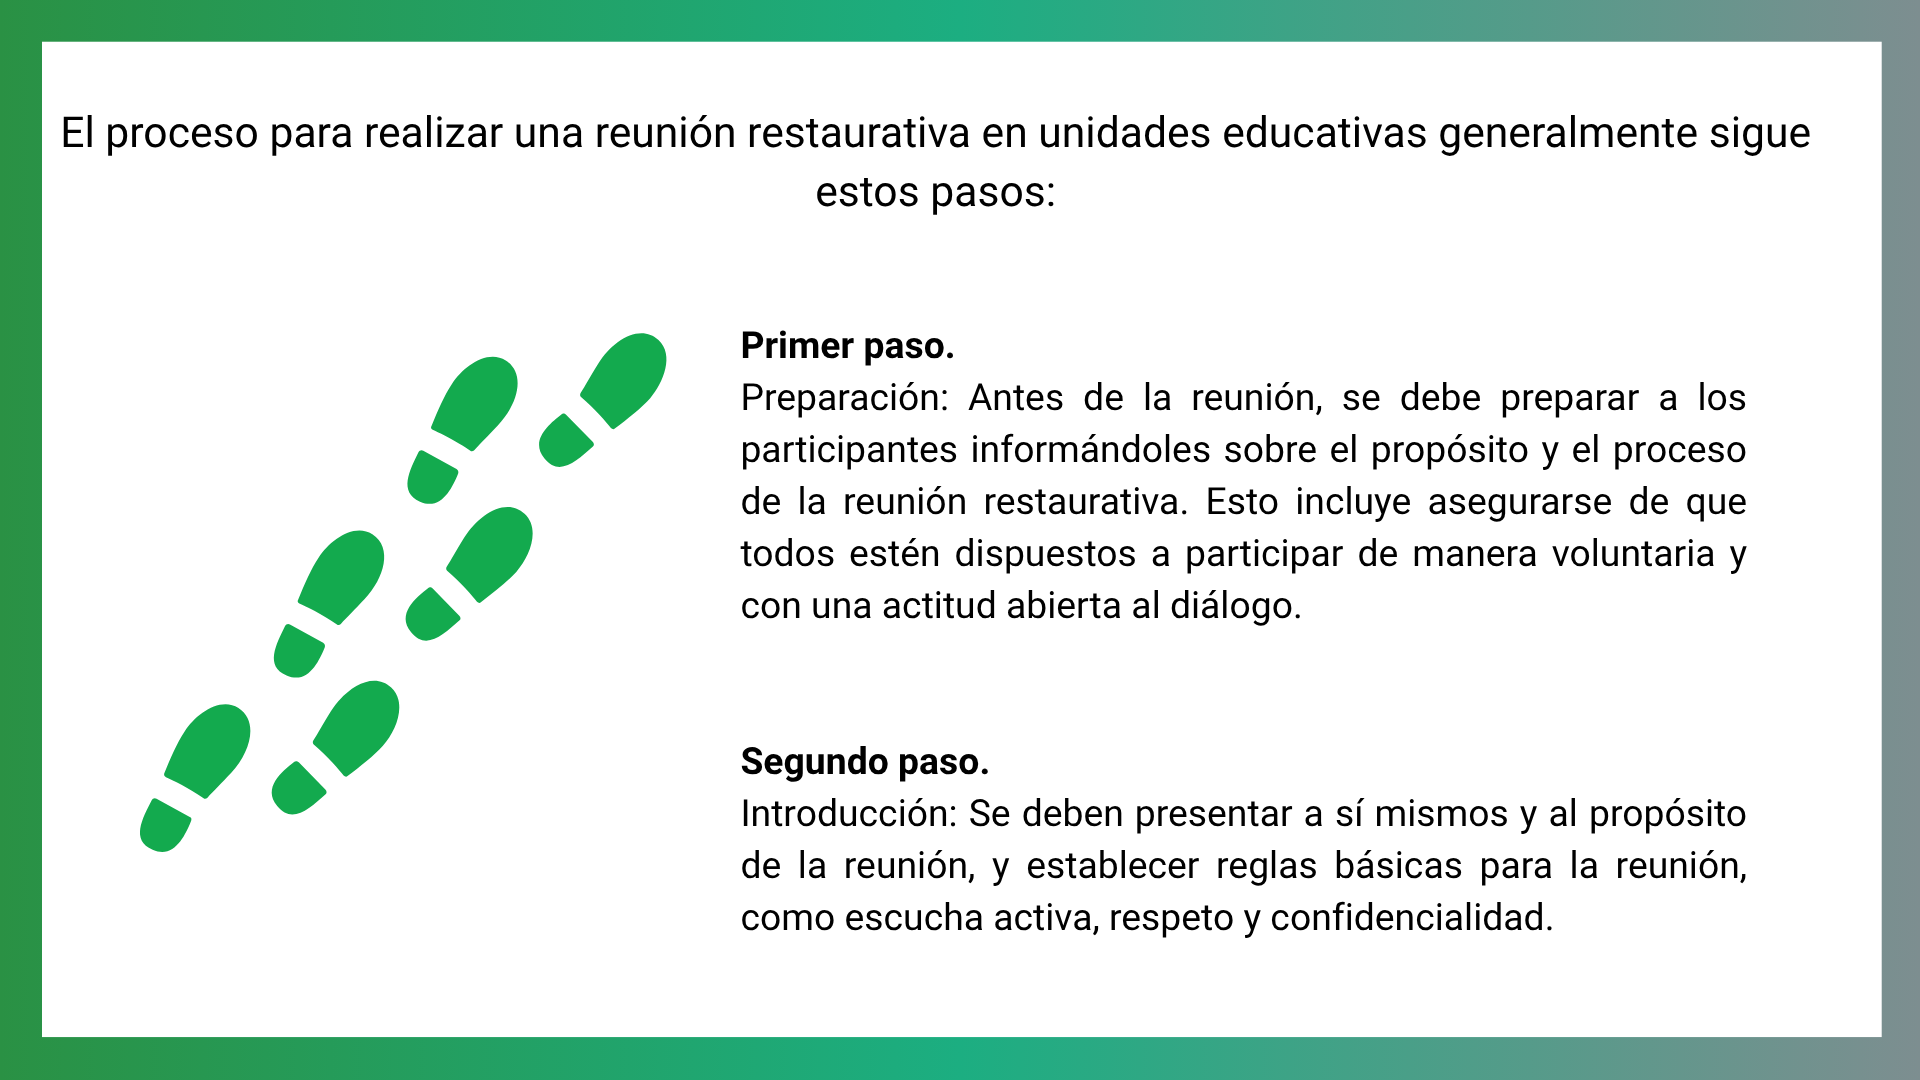 El proceso para realizar una reunión restaurativa en unidades educativas generalmente sigue
estos pasos:
Primer paso.
Preparación: Antes de la reunión, se debe preparar a los
participantes informándoles sobre el propósito y el proceso
de la reunión restaurativa. Esto incluye asegurarse de que
todos estén dispuestos a participar de manera voluntaria y
con una actitud abierta al diálogo.
Segundo paso.
Introducción: Se deben presentar a sí mismos y al propósito
de la reunión, y establecer reglas básicas para la reunión,
como escucha activa, respeto y confidencialidad.